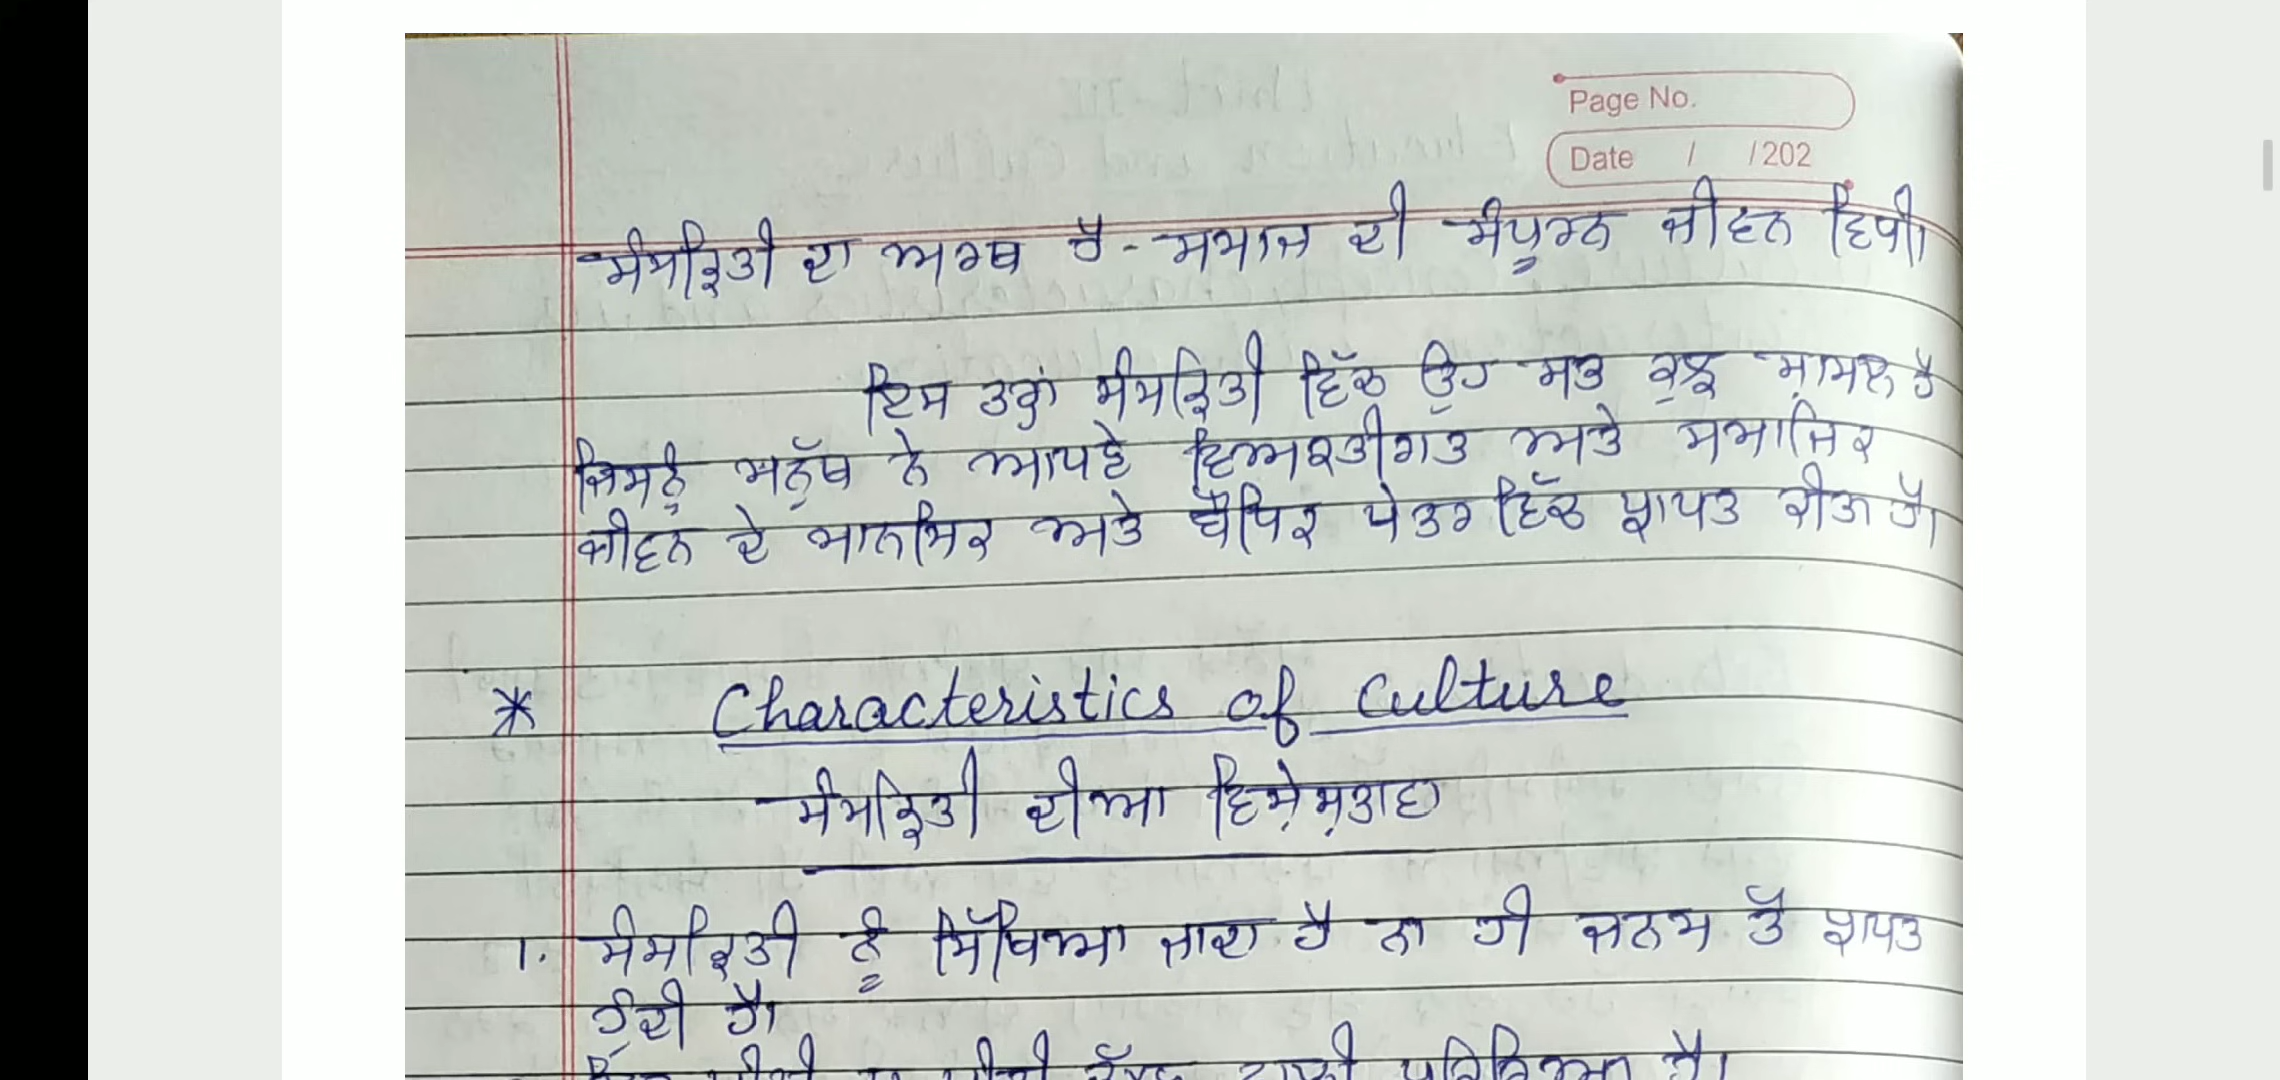 Page No.
Date / /202
ਸੰਸਕ੍ਰਿਤੀ ਦਾ ਅਰਥ ਹੈ - ਸਮਾਜ ਦੀ ਸੰਪੂਰਨ ਜੀਵਨ ਵਿਧੀ।
ਇਸ ਤਰ੍ਹਾਂ ਸੰਸਕ੍ਰਿਤੀ ਵਿੱਚ ਉਹ ਸਭ ਕੁਝ ਸ਼ਾਮਲ ਹੈ
ਜਿਸਨੂੰ ਮਨੁੱਖ ਨੇ ਆਪਣੇ ਵਿਅਕਤੀਗਤ ਅਤੇ ਸਮਾਜਿਕ
ਜੀਵਨ ਦੇ ਮਾਨਸਿਕ ਅਤੇ ਬੌਧਿਕ ਖੇਤਰ ਵਿੱਚ ਪ੍ਰਾਪਤ ਕੀਤਾ ਹੈ।
* Characteristics of Culture
ਸੰਸਕ੍ਰਿਤੀ ਦੀਆ ਵਿਸ਼ੇਸ਼ਤਾਵਾ
1. ਸੰਸਕ੍ਰਿਤੀ ਨੂੰ ਸਿੱਖਿਆ ਜਾਦਾ ਹੈ ਨਾ ਹੀ ਜਨਮ ਤੋਂ ਪ੍ਰਾਪਤ
ਹੁੰਦੀ ਹੈ।